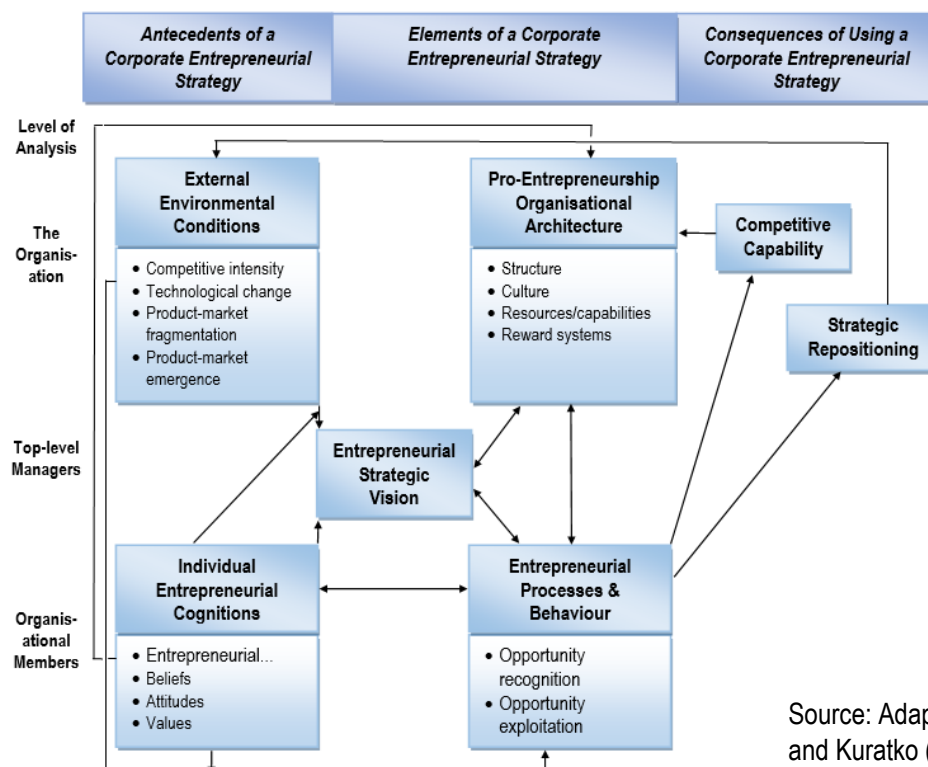 Antecedents of a
Corporate Entrepreneurial
Strategy
Elements of a Corporate
Entrepreneurial Strategy
Consequences of Using a
Corporate Entrepreneurial
Strategy
Level of
Analysis
The
Organis-
ation
Top-level
Managers
Organis-
ational
Members
External
Environmental
Conditions
• Competitive intensity
• Technological change
• Product-market
fragmentation
• Product-market
emergence
Pro-Entrepreneurship
Organisational
Architecture
• Structure
• Culture
• Resources/capabilities
• Reward systems
Competitive
Capability
Strategic
Repositioning
Entrepreneurial
Strategic
Vision
Individual
Entrepreneurial
Cognitions
• Entrepreneurial...
• Beliefs
• Attitudes
• Values
Entrepreneurial
Processes &
Behaviour
• Opportunity
recognition
• Opportunity
exploitation
Source: Adap
and Kuratko (